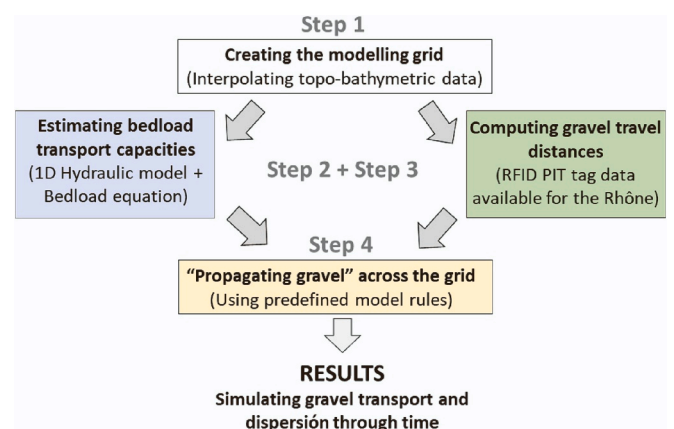 Step 1
Creating the modelling grid
(Interpolating topo-bathymetric data)
Estimating bedload
transport capacities
(1D Hydraulic model +
Bedload equation)
Step 2 + Step 3
Computing gravel travel
distances
(RFID PIT tag data
available for the Rhône)
Step 4
“Propagating gravel” across the grid
(Using predefined model rules)
RESULTS
Simulating gravel transport and
dispersión through time